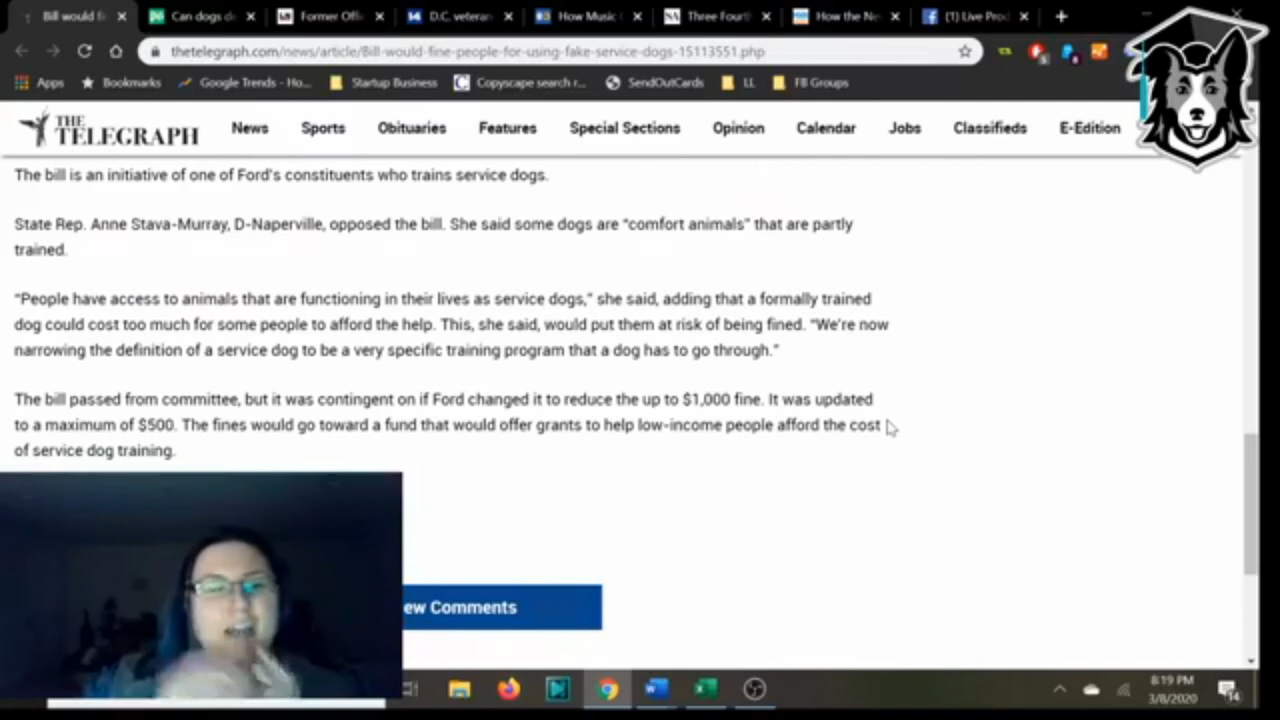 Bill would fi
Can dogs d
Former Offi
D.C. veteran
How Music
Three Fourt
How the Ne
(1) Live Prod
thetelegraph.com/news/article/Bill-would-fine-people-for-using-fake-service-dogs-15113551.php
Apps
Bookmarks
Google Trends - Ho...
Startup Business
Copyscape search r...
SendOutCards
LL
FB Groups
THE
TELEGRAPH
News
Sports
Obituaries
Features
Special Sections
Opinion
Calendar
Jobs
Classifieds
E-Edition
The bill is an initiative of one of Ford's constituents who trains service dogs.
State Rep. Anne Stava-Murray, D-Naperville, opposed the bill. She said some dogs are “comfort animals” that are partly
trained.
“People have access to animals that are functioning in their lives as service dogs,” she said, adding that a formally trained
dog could cost too much for some people to afford the help. This, she said, would put them at risk of being fined. “We’re now
narrowing the definition of a service dog to be a very specific training program that a dog has to go through.”
The bill passed from committee, but it was contingent on if Ford changed it to reduce the up to $1,000 fine. It was updated
to a maximum of $500. The fines would go toward a fund that would offer grants to help low-income people afford the cost
of service dog training.
ew Comments
8:19 PM
3/8/2020
14